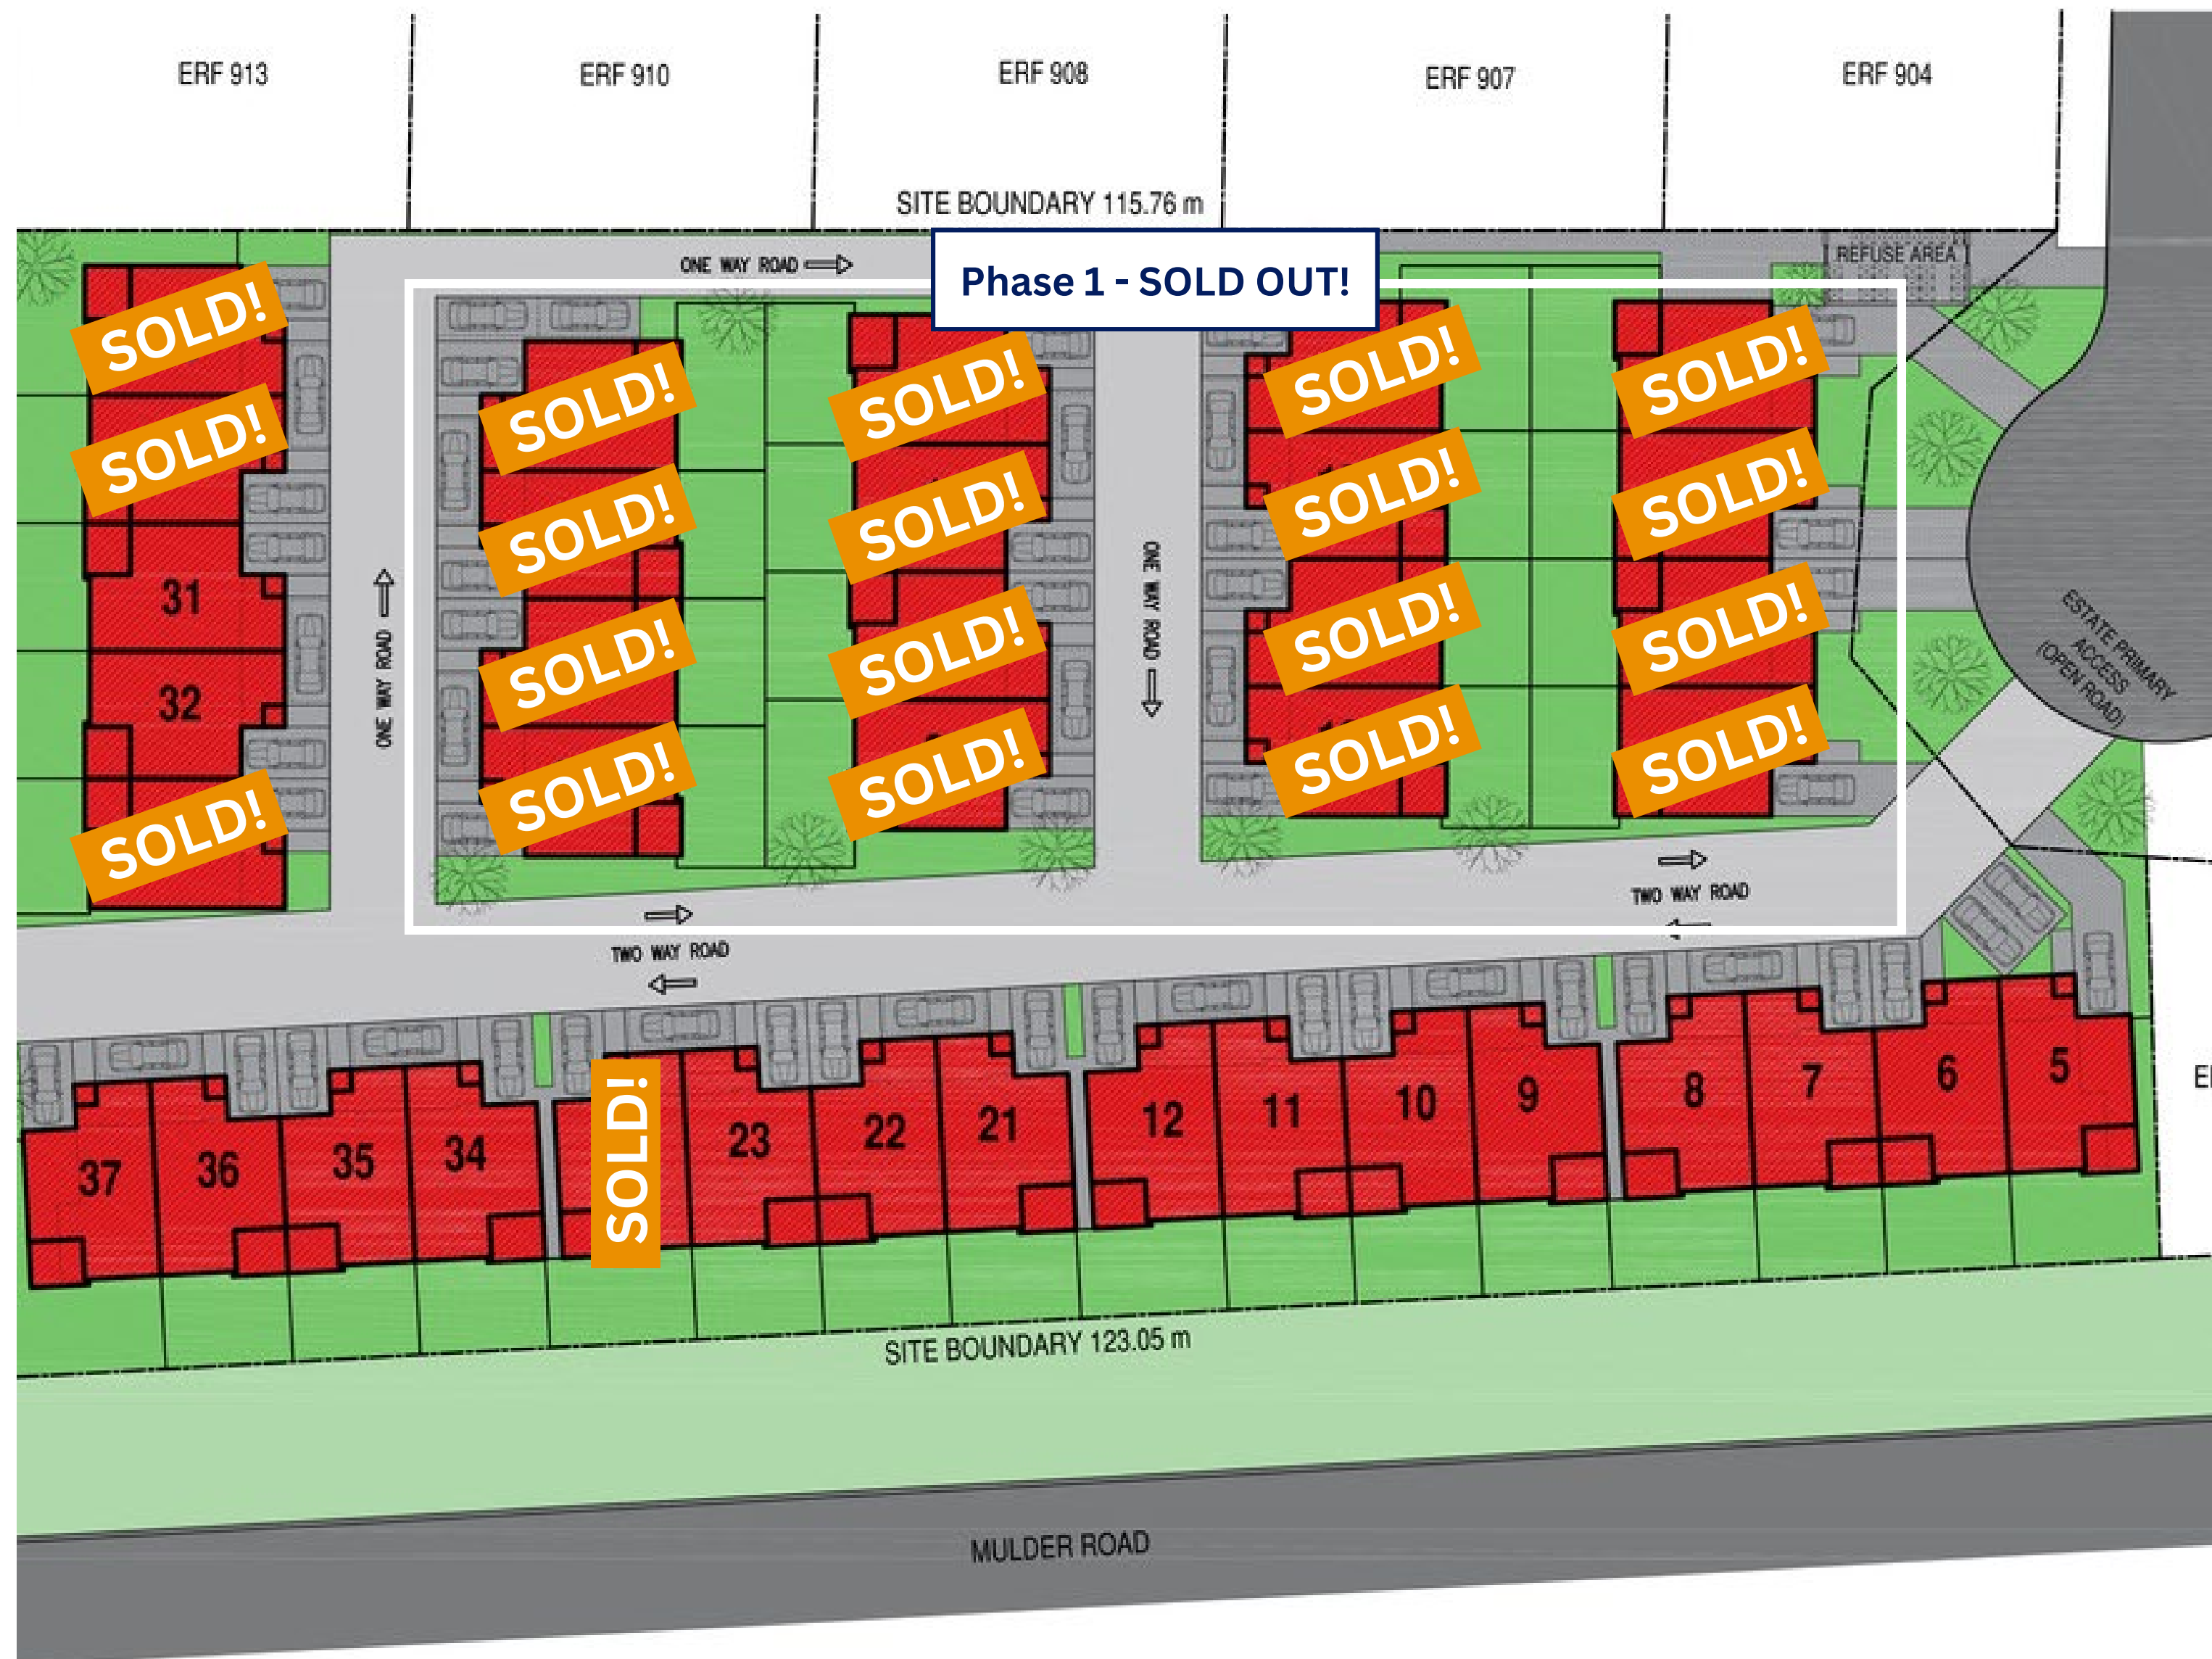 ERF 913
ERF 910
ERF 908
ERF 907
ERF 904
SITE BOUNDARY 115.76 m
ONE WAY ROAD
Phase 1 - SOLD OUT!
REFUSE AREA
SOLD!
SOLD!
SOLD!
SOLD!
SOLD!
SOLD!
SOLD!
SOLD!
SOLD!
SOLD!
31
SOLD!
SOLD!
SOLD!
SOLD!
32
SOLD!
SOLD!
SOLD!
SOLD!
SOLD!
ONE WAY ROAD
ONE WAY ROAD
ESTATE PRIMARY
ACCESS
(OPEN ROAD)
TWO WAY ROAD
TWO WAY ROAD
37
36
35
34
SOLD!
23
22
21
12
11
10
9
8
7
6
5
SITE BOUNDARY 123.05 m
MULDER ROAD